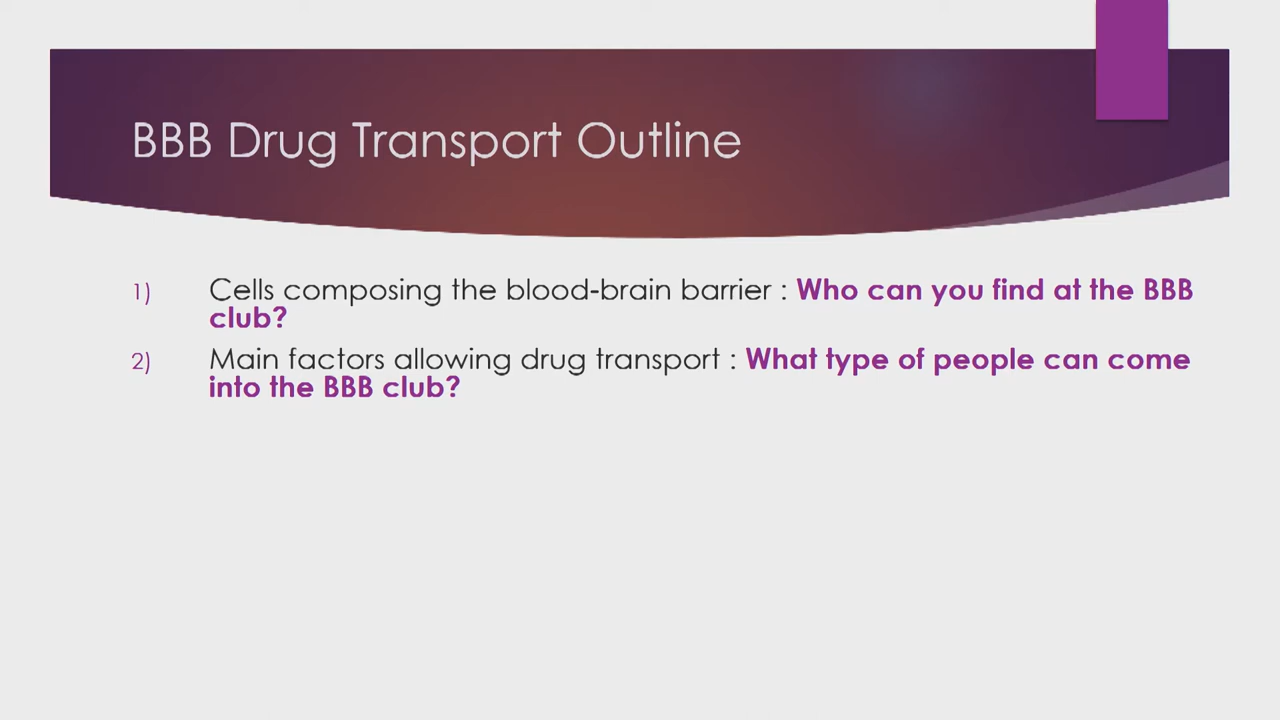 BBB Drug Transport Outline
1) Cells composing the blood-brain barrier : Who can you find at the BBB
club?
2) Main factors allowing drug transport : What type of people can come
into the BBB club?